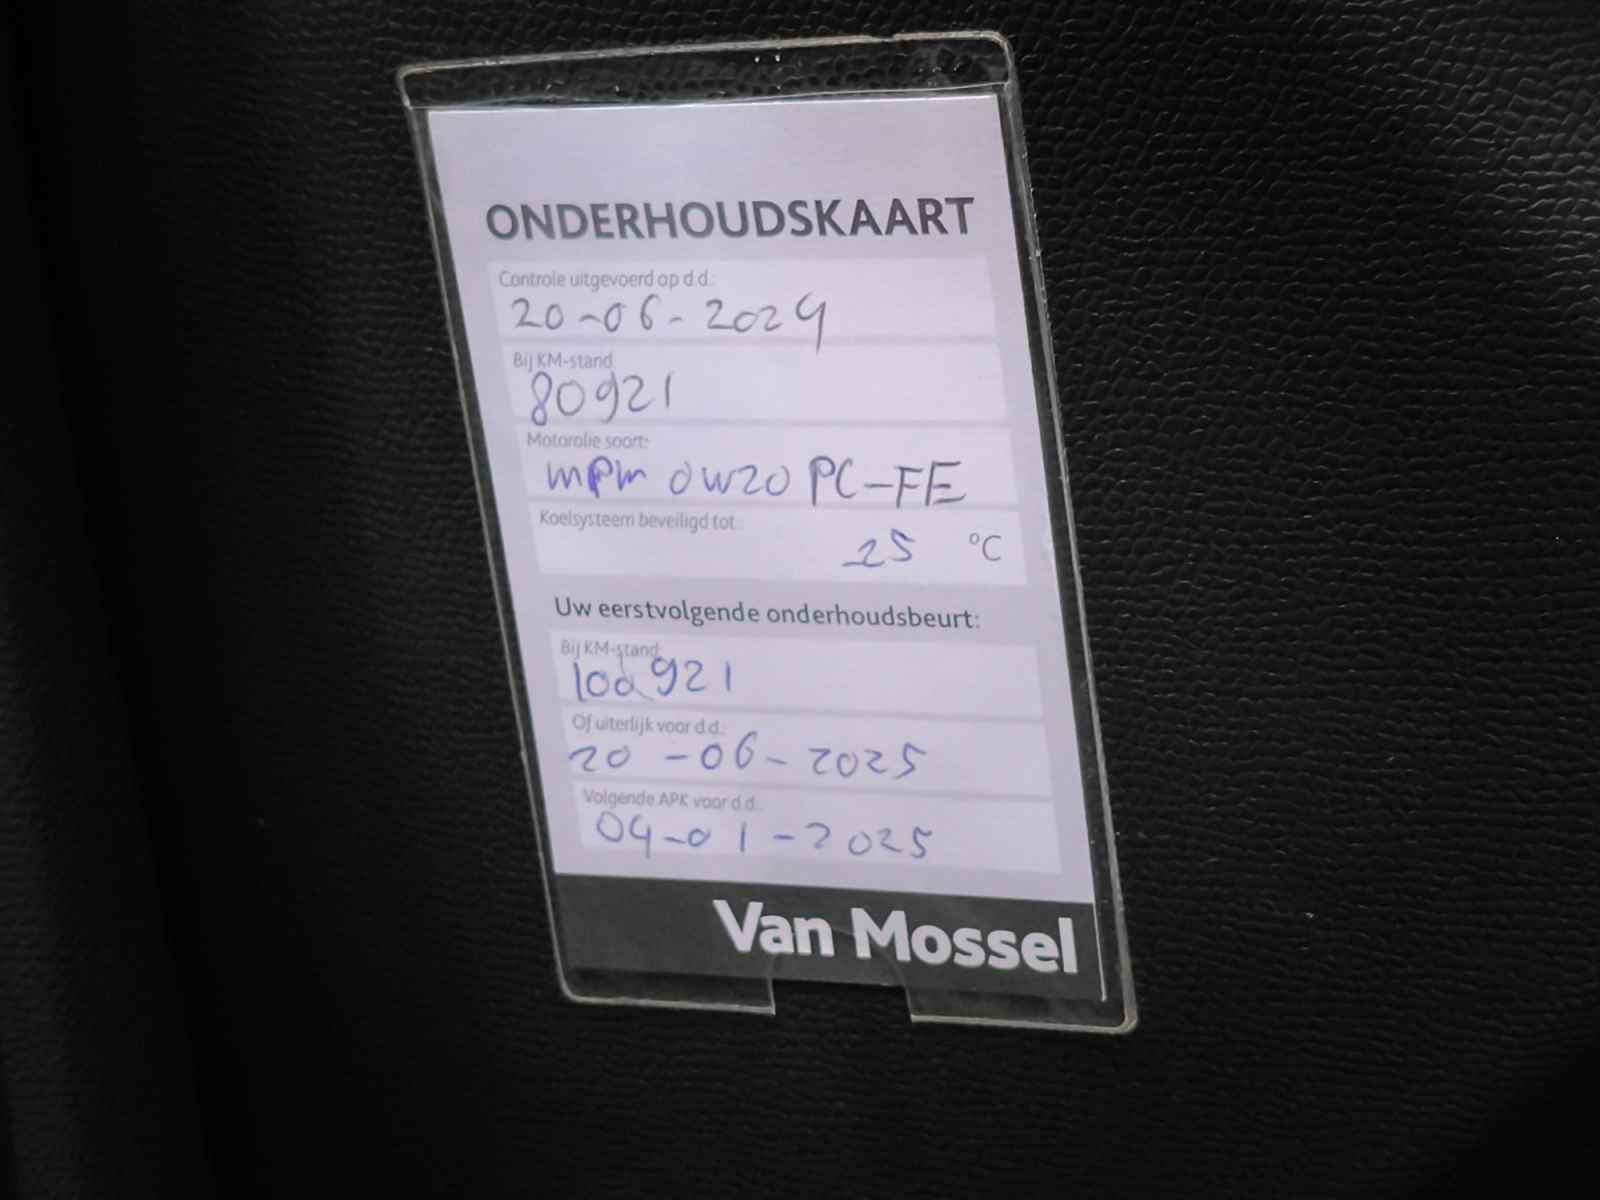 ONDERHOUDSKAART
Controle uitgevoerd op d.d.:
20-06-2024
Bij KM-stand:
80921
Motorolie soort:
mpm 0W20 PC-FE
Koelsysteem beveiligd tot:
-25 °C
Uw eerstvolgende onderhoudsbeurt:
Bij KM-stand:
100921
Of uiterlijk voor d.d.:
20-06-2025
Volgende APK voor d.d.:
04-01-2025
Van Mossel